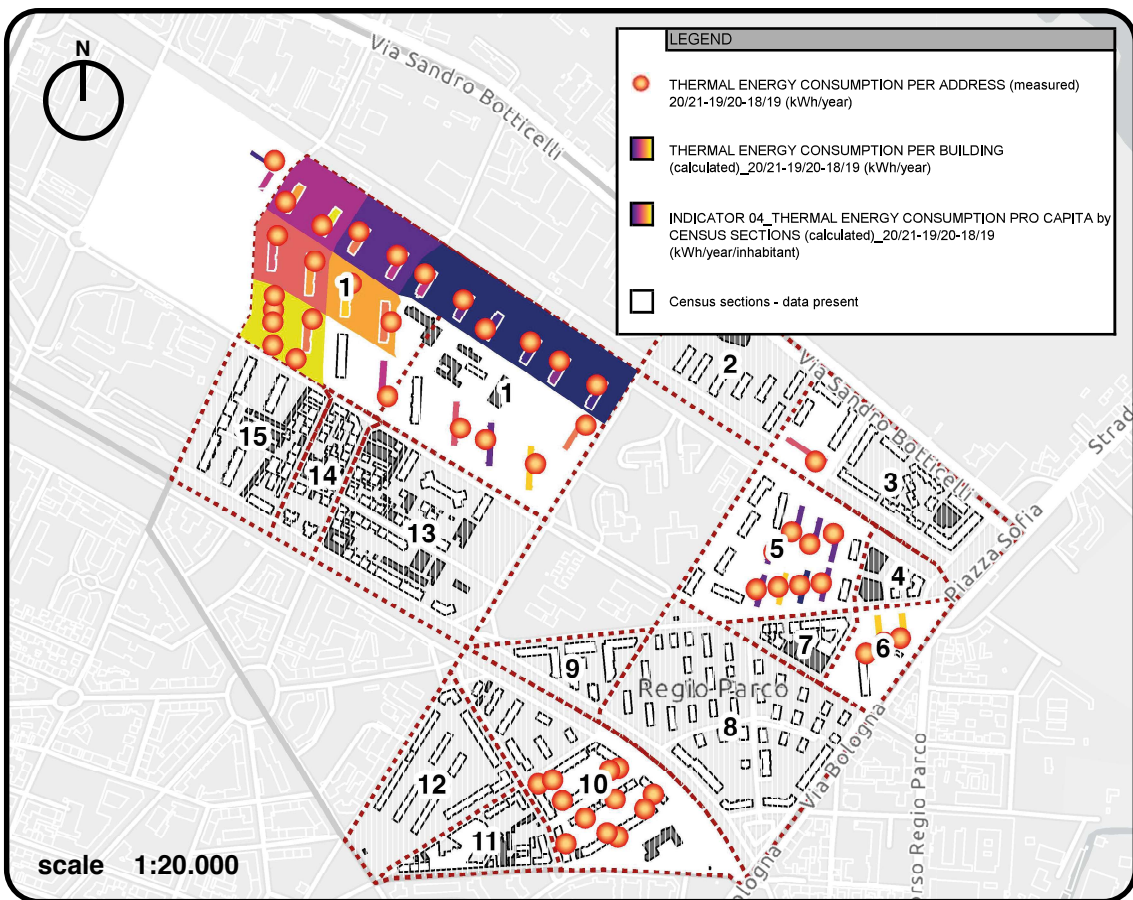 N
Via Sandro Botticelli
LEGEND
THERMAL ENERGY CONSUMPTION PER ADDRESS (measured)
20/21-19/20-18/19 (kWh/year)
THERMAL ENERGY CONSUMPTION PER BUILDING
(calculated)_20/21-19/20-18/19 (kWh/year)
INDICATOR 04_THERMAL ENERGY CONSUMPTION PRO CAPITA by
CENSUS SECTIONS (calculated)_20/21-19/20-18/19
(kWh/year/inhabitant)
Census sections - data present
1
1
2
Via Sandro Botticelli
Strad
15
14
13
3
Piazza Sofia
5
4
7
6
9
Regio Parco
8
Via Bologna
12
10
11
ologna
orso Regio Parco
scale 1:20.000